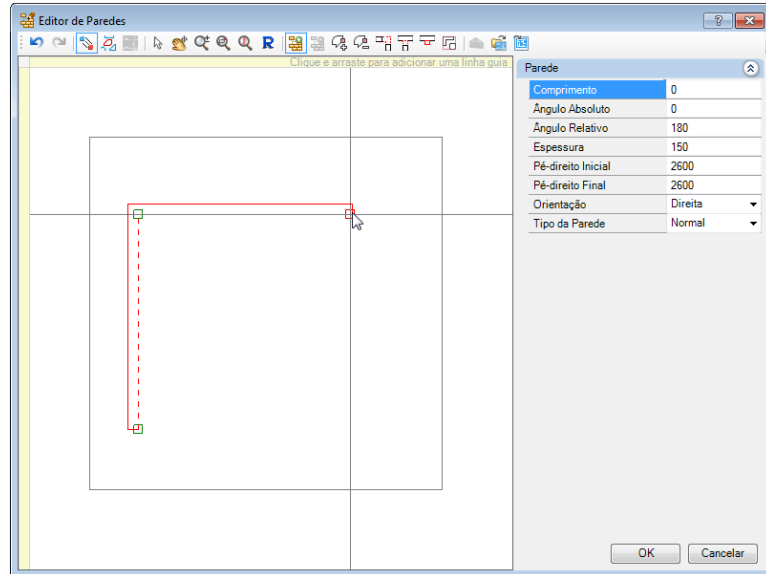 Editor de Paredes
R
Clique e arraste para adicionar uma linha guia
Parede
Comprimento 0
Ângulo Absoluto 0
Ângulo Relativo 180
Espessura 150
Pé-direito Inicial 2600
Pé-direito Final 2600
Orientação Direita
Tipo da Parede Normal
OK Cancelar